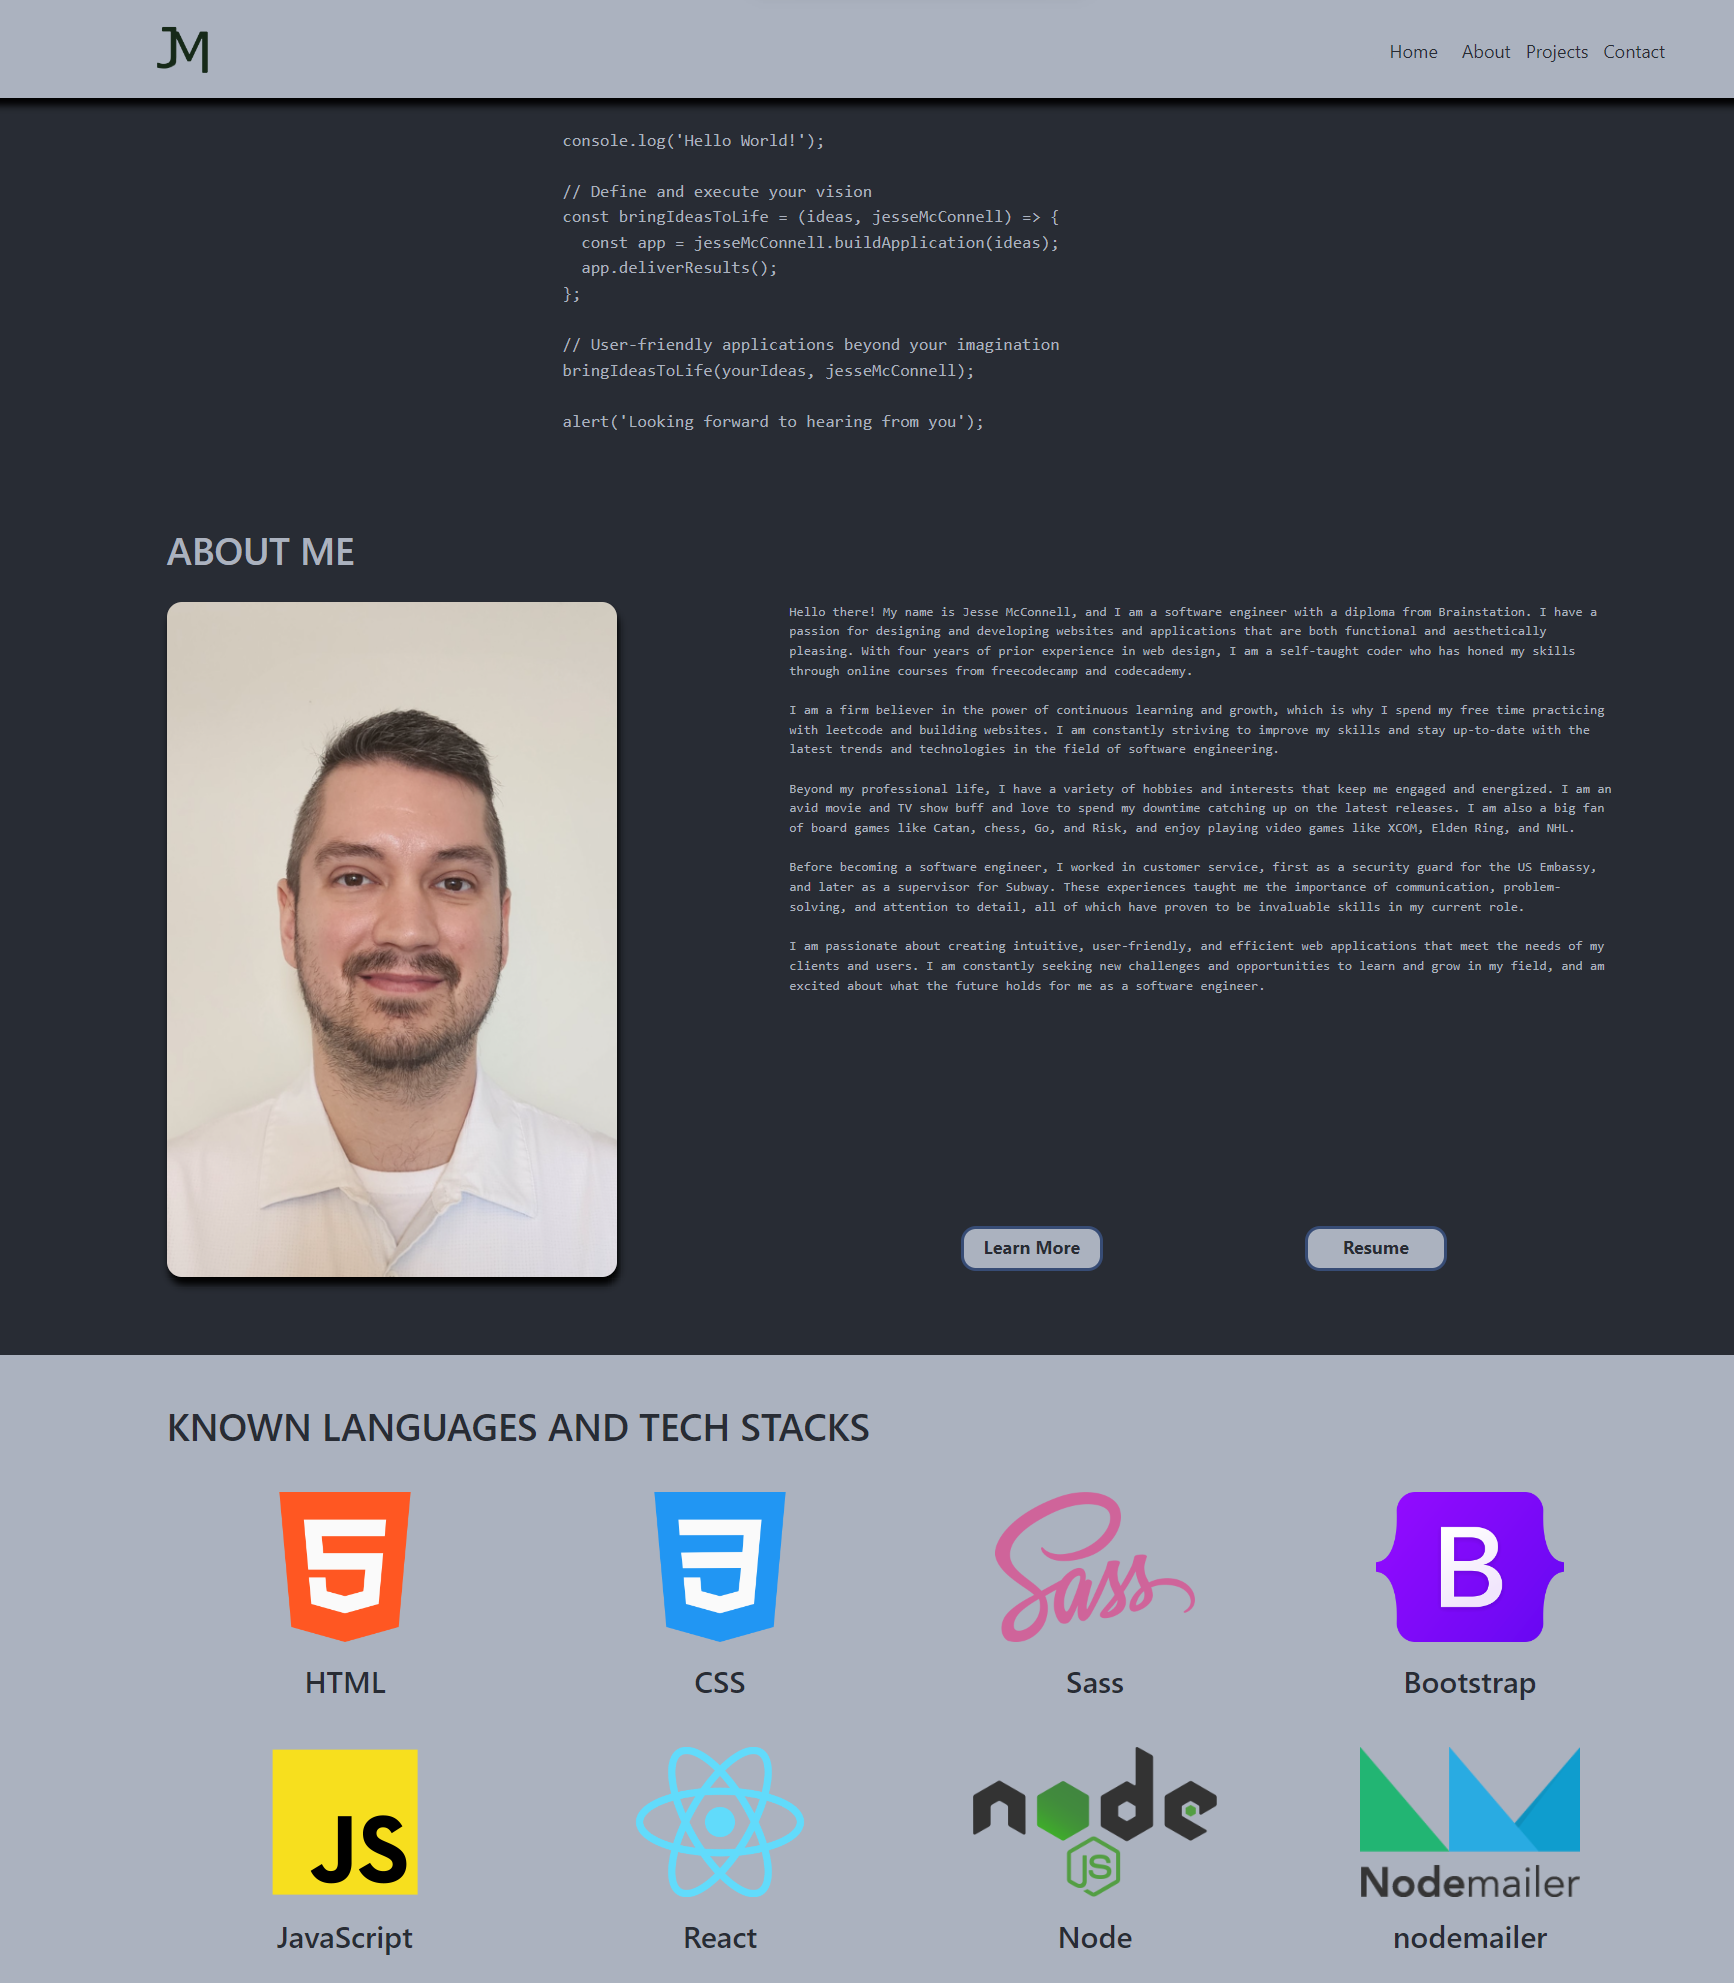 JM
Home About Projects Contact
console.log('Hello World!');
// Define and execute your vision
const bringIdeasToLife = (ideas, jesseMcConnell) => {
  const app = jesseMcConnell.buildApplication(ideas);
  app.deliverResults();
};
// User-friendly applications beyond your imagination
bringIdeasToLife(yourIdeas, jesseMcConnell);
alert('Looking forward to hearing from you');
ABOUT ME
Hello there! My name is Jesse McConnell, and I am a software engineer with a diploma from Brainstation. I have a
passion for designing and developing websites and applications that are both functional and aesthetically
pleasing. With four years of prior experience in web design, I am a self-taught coder who has honed my skills
through online courses from freecodecamp and codecademy.
I am a firm believer in the power of continuous learning and growth, which is why I spend my free time practicing
with leetcode and building websites. I am constantly striving to improve my skills and stay up-to-date with the
latest trends and technologies in the field of software engineering.
Beyond my professional life, I have a variety of hobbies and interests that keep me engaged and energized. I am an
avid movie and TV show buff and love to spend my downtime catching up on the latest releases. I am also a big fan
of board games like Catan, chess, Go, and Risk, and enjoy playing video games like XCOM, Elden Ring, and NHL.
Before becoming a software engineer, I worked in customer service, first as a security guard for the US Embassy,
and later as a supervisor for Subway. These experiences taught me the importance of communication, problem-
solving, and attention to detail, all of which have proven to be invaluable skills in my current role.
I am passionate about creating intuitive, user-friendly, and efficient web applications that meet the needs of my
clients and users. I am constantly seeking new challenges and opportunities to learn and grow in my field, and am
excited about what the future holds for me as a software engineer.
Learn More Resume
KNOWN LANGUAGES AND TECH STACKS
5 3 Sass B
HTML CSS Sass Bootstrap
JS node JS Nodemailer
JavaScript React Node nodemailer